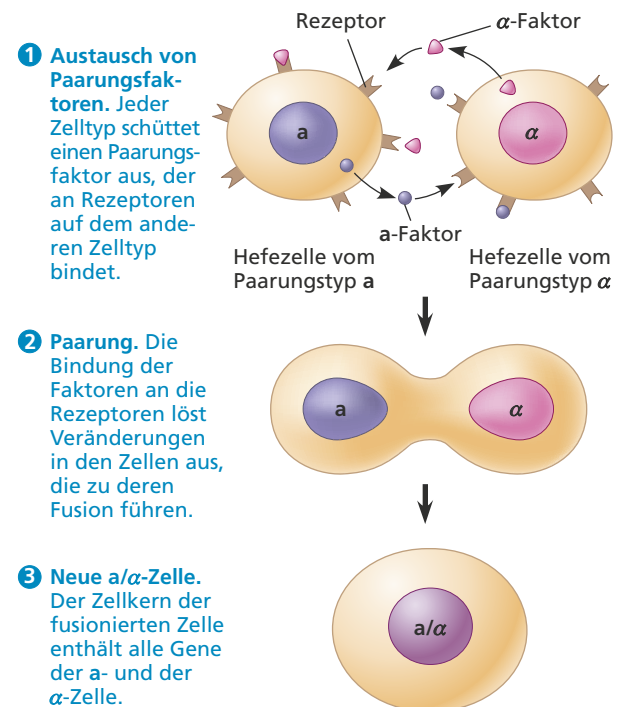 Rezeptor
α-Faktor
1 Austausch von
Paarungsfak-
toren. Jeder
Zelltyp schüttet
einen Paarungs-
faktor aus, der
an Rezeptoren
auf dem ande-
ren Zelltyp
bindet.
a
α
a-Faktor
Hefezelle vom
Paarungstyp a
Hefezelle vom
Paarungstyp α
2 Paarung. Die
Bindung der
Faktoren an die
Rezeptoren löst
Veränderungen
in den Zellen aus,
die zu deren
Fusion führen.
a
α
3 Neue a/α-Zelle.
Der Zellkern der
fusionierten Zelle
enthält alle Gene
der a- und der
α-Zelle.
a/α